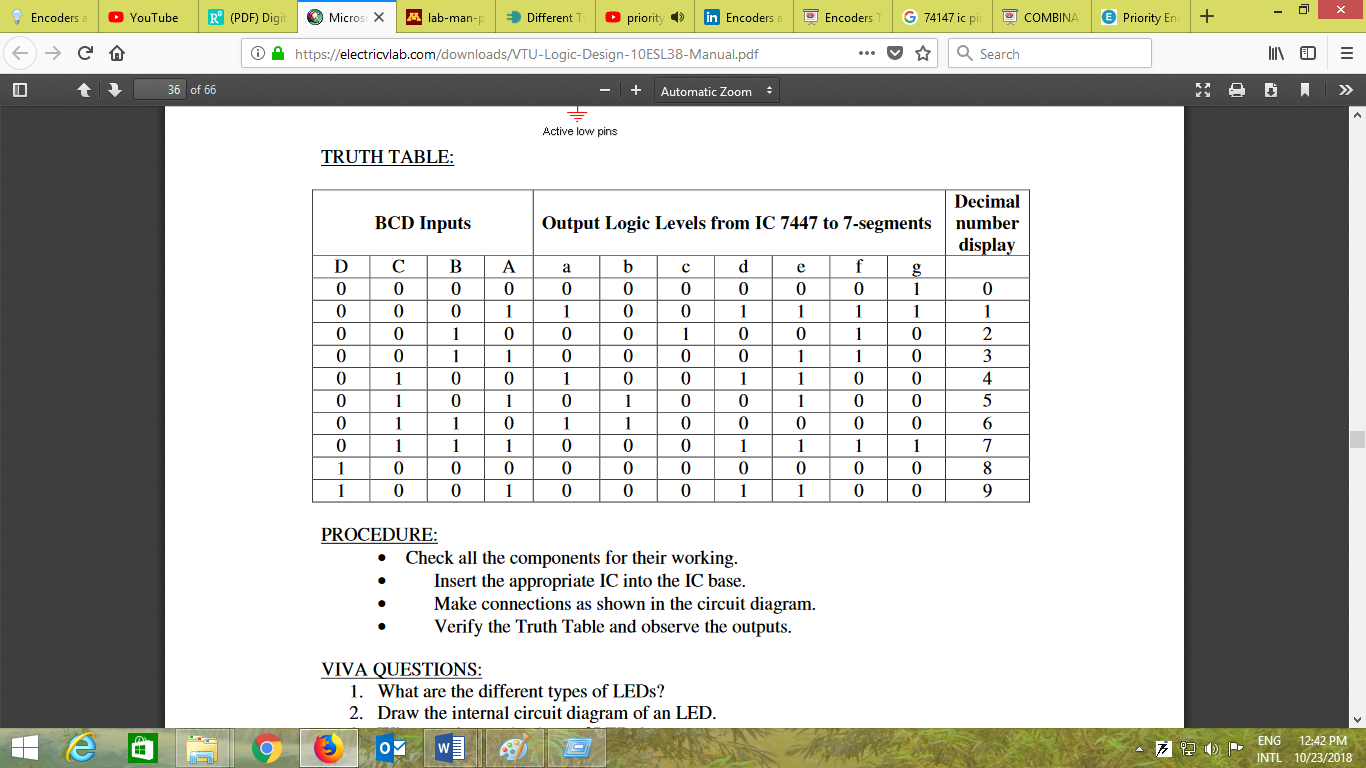 Encoders a
YouTube
(PDF) Digit
Micros
lab-man-p
Different T
priority
Encoders a
Encoders T
74147 ic pi
COMBINA
Priority En
https://electricvlab.com/downloads/VTU-Logic-Design-10ESL38-Manual.pdf
Search
36 of 66
Automatic Zoom
Active low pins
TRUTH TABLE:
BCD Inputs Output Logic Levels from IC 7447 to 7-segments Decimal number display
D C B A a b c d e f g
0 0 0 0 0 0 0 0 0 0 1 0
0 0 0 1 1 0 0 1 1 1 1 1
0 0 1 0 0 0 1 0 0 1 0 2
0 0 1 1 0 0 0 0 1 1 0 3
0 1 0 0 1 0 0 1 1 0 0 4
0 1 0 1 0 1 0 0 1 0 0 5
0 1 1 0 1 1 0 0 0 0 0 6
0 1 1 1 0 0 0 1 1 1 1 7
1 0 0 0 0 0 0 0 0 0 0 8
1 0 0 1 0 0 0 1 1 0 0 9
PROCEDURE:
• Check all the components for their working.
• Insert the appropriate IC into the IC base.
• Make connections as shown in the circuit diagram.
• Verify the Truth Table and observe the outputs.
VIVA QUESTIONS:
1. What are the different types of LEDs?
2. Draw the internal circuit diagram of an LED.
ENG 12:42 PM
INTL 10/23/2018